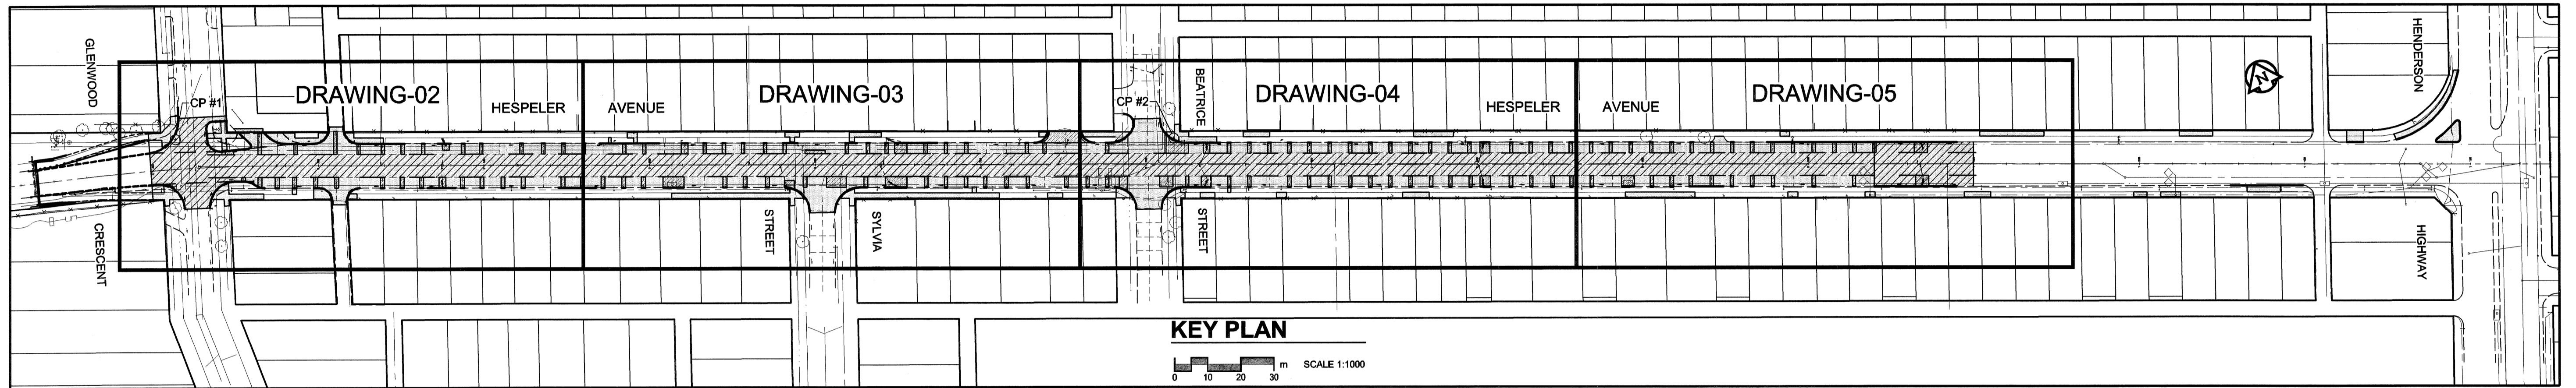 GLENWOOD
CRESCENT
CP #1
DRAWING-02
HESPELER
AVENUE
DRAWING-03
STREET
SYLVIA
CP #2
BEATRICE
STREET
DRAWING-04
HESPELER
AVENUE
DRAWING-05
N
HENDERSON
HIGHWAY
KEY PLAN
0 10 20 30 m SCALE 1:1000